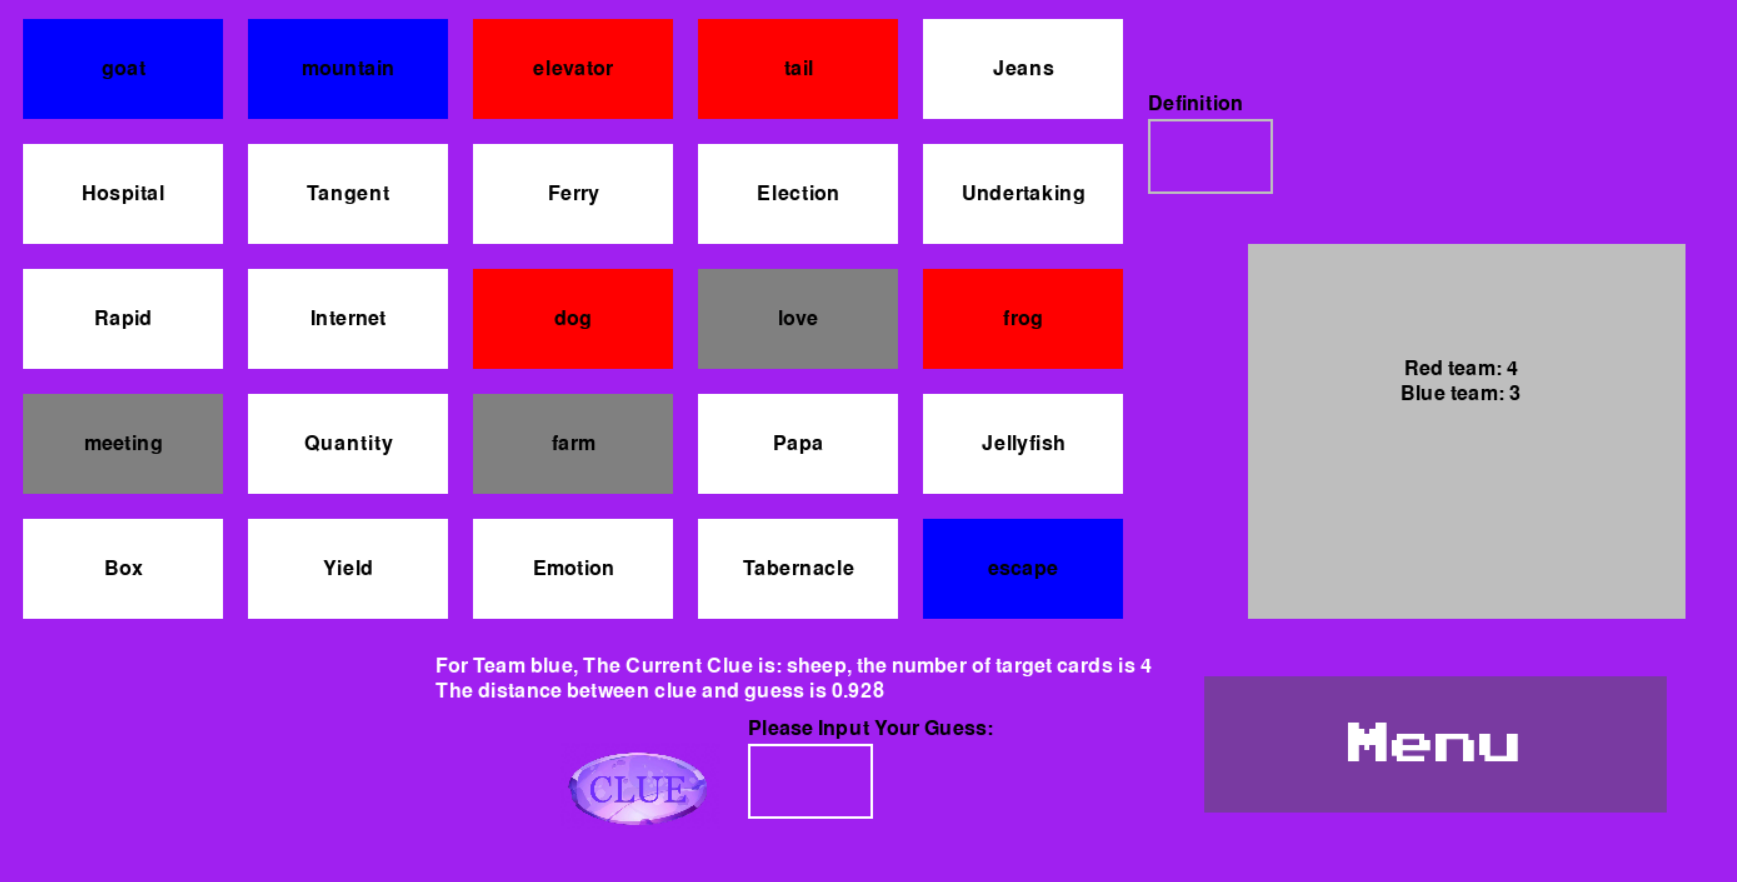 goat mountain elevator tail Jeans
Definition
Hospital Tangent Ferry Election Undertaking
Rapid Internet dog love frog
Red team: 4
Blue team: 3
meeting Quantity farm Papa Jellyfish
Box Yield Emotion Tabernacle escape
For Team blue, The Current Clue is: sheep, the number of target cards is 4
The distance between clue and guess is 0.928
Please Input Your Guess:
CLUE
Menu